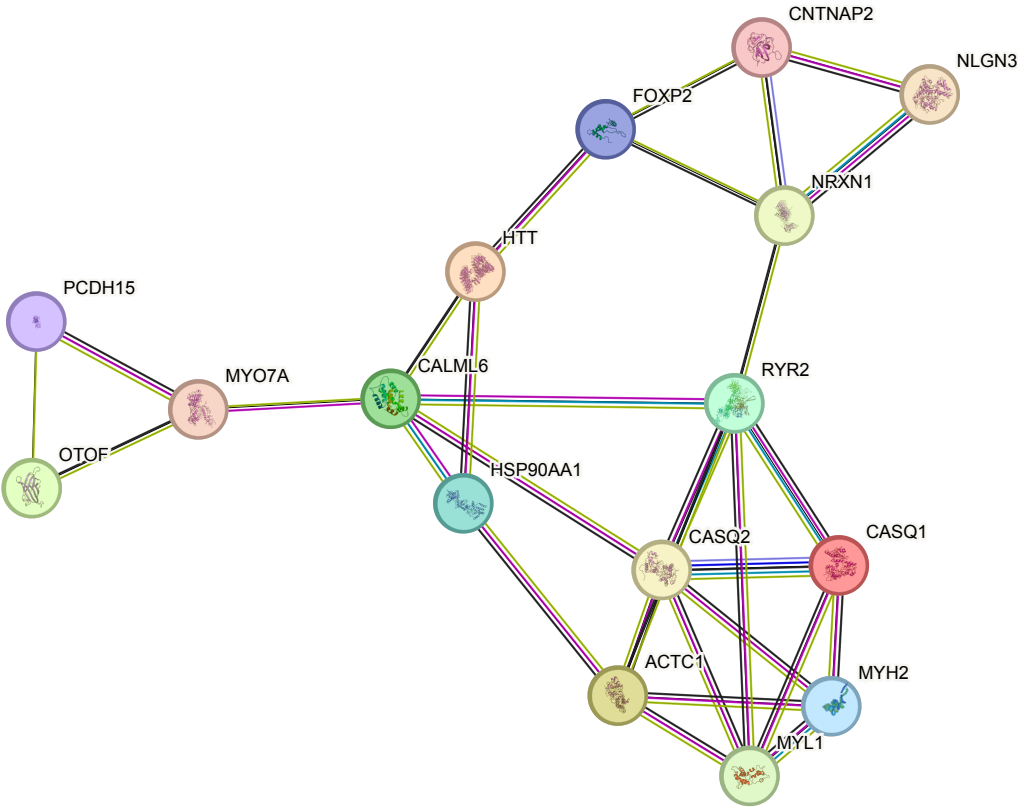 CNTNAP2
NLGN3
FOXP2
NRXN1
HTT
PCDH15
MYO7A
CALML6
RYR2
OTOF
HSP90AA1
CASQ2
CASQ1
ACTC1
MYH2
MYL1